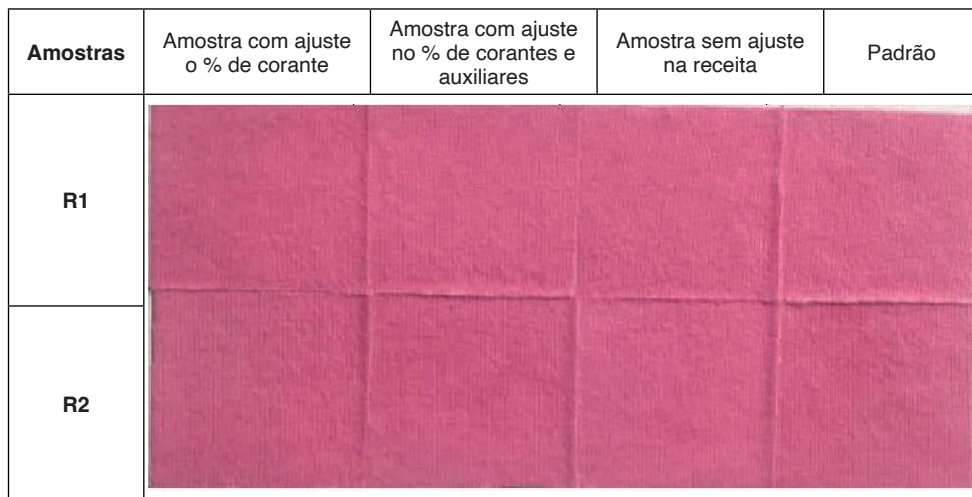 Amostras
Amostra com ajuste
o % de corante
Amostra com ajuste
no % de corantes e
auxiliares
Amostra sem ajuste
na receita
Padrão
R1
R2